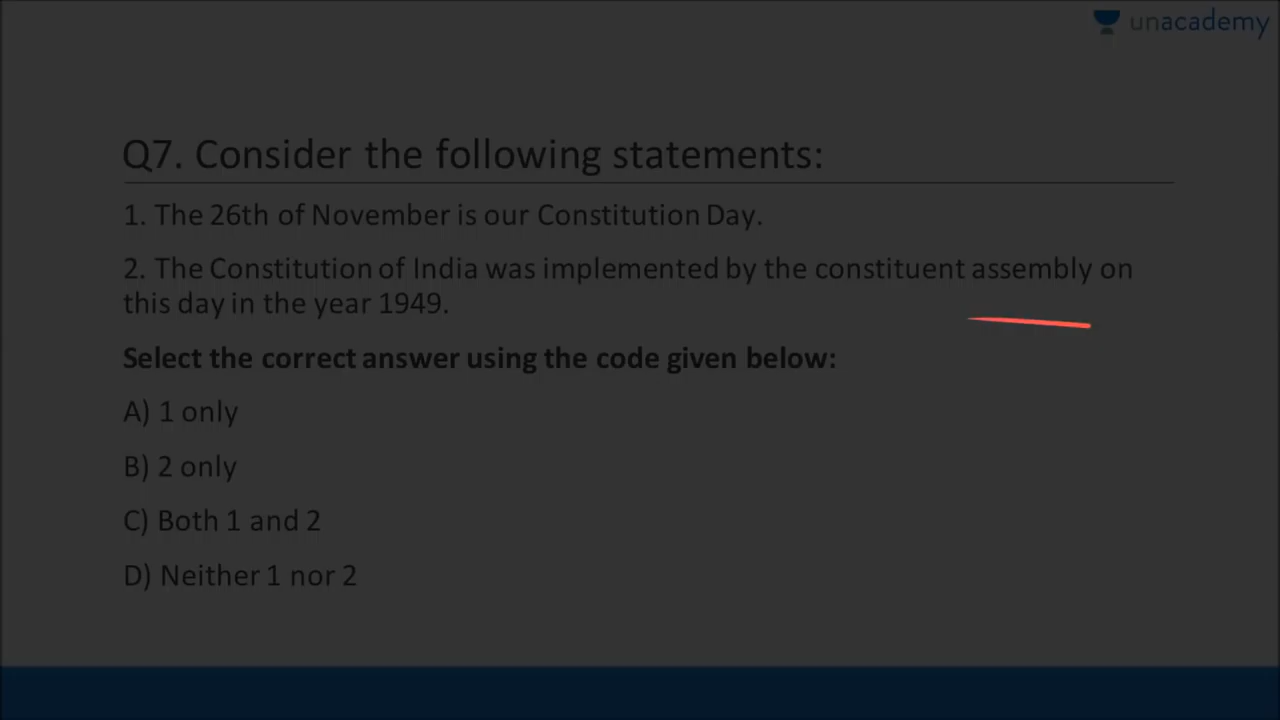 unacademy
Q7. Consider the following statements:
1. The 26th of November is our Constitution Day.
2. The Constitution of India was implemented by the constituent assembly on
this day in the year 1949.
Select the correct answer using the code given below:
A) 1 only
B) 2 only
C) Both 1 and 2
D) Neither 1 nor 2